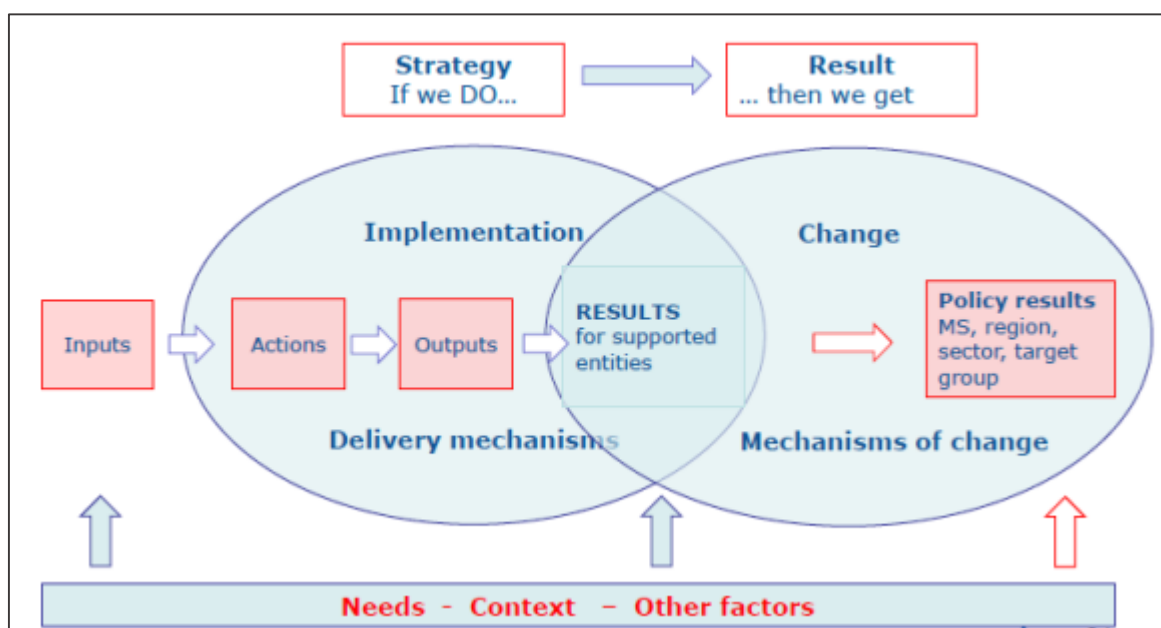 Strategy
If we DO...
Result
... then we get
Implementation
Change
Inputs
Actions
Outputs
RESULTS
for supported
entities
Policy results
MS, region,
sector, target
group
Delivery mechanisms
Mechanisms of change
Needs - Context – Other factors